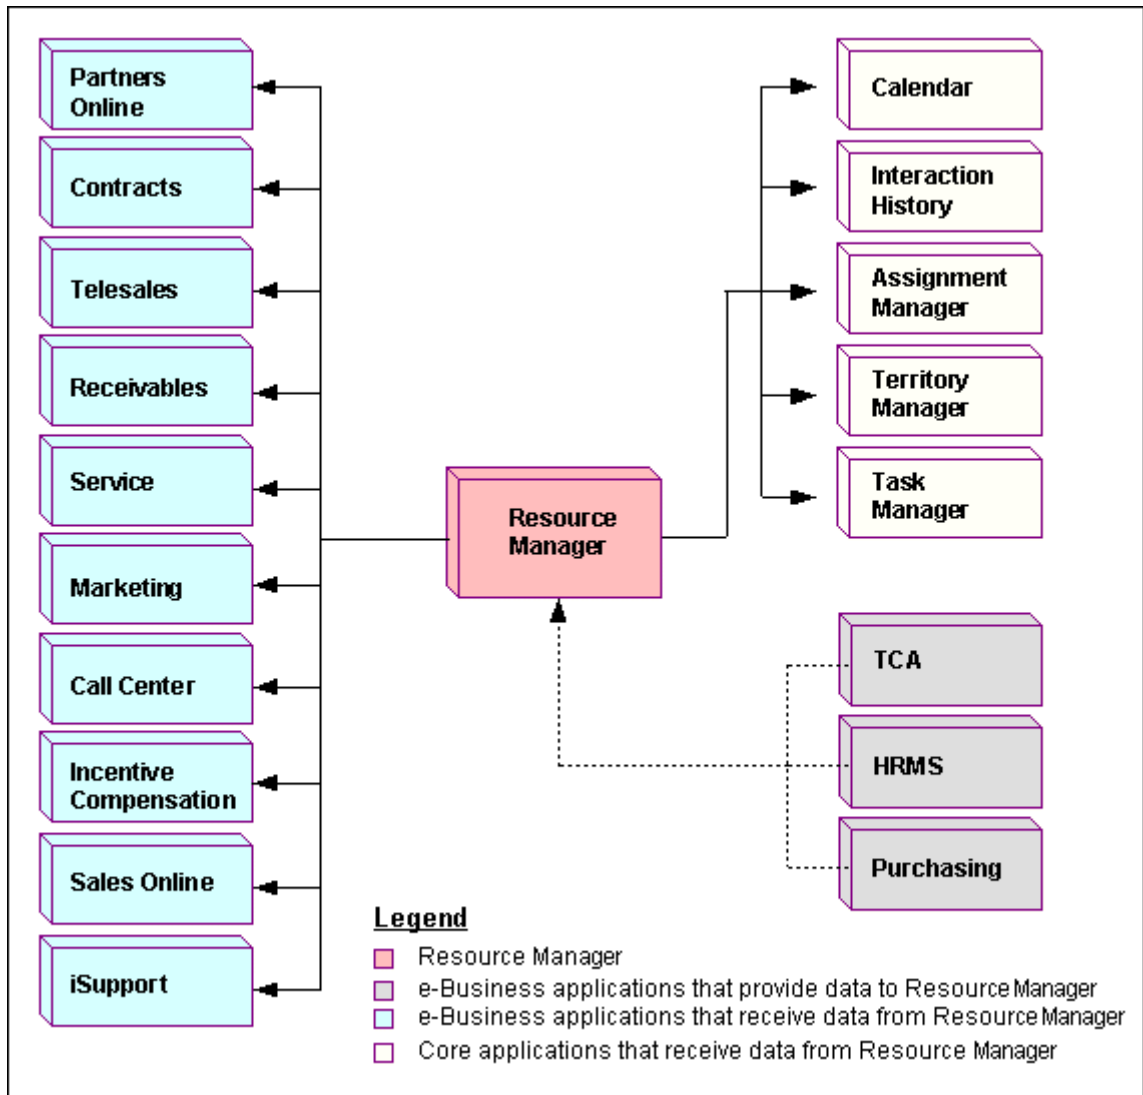 Partners
Online
Contracts
Telesales
Receivables
Service
Marketing
Call Center
Incentive
Compensation
Sales Online
iSupport
Resource
Manager
Calendar
Interaction
History
Assignment
Manager
Territory
Manager
Task
Manager
TCA
HRMS
Purchasing
Legend
Resource Manager
e-Business applications that provide data to Resource Manager
e-Business applications that receive data from Resource Manager
Core applications that receive data from Resource Manager